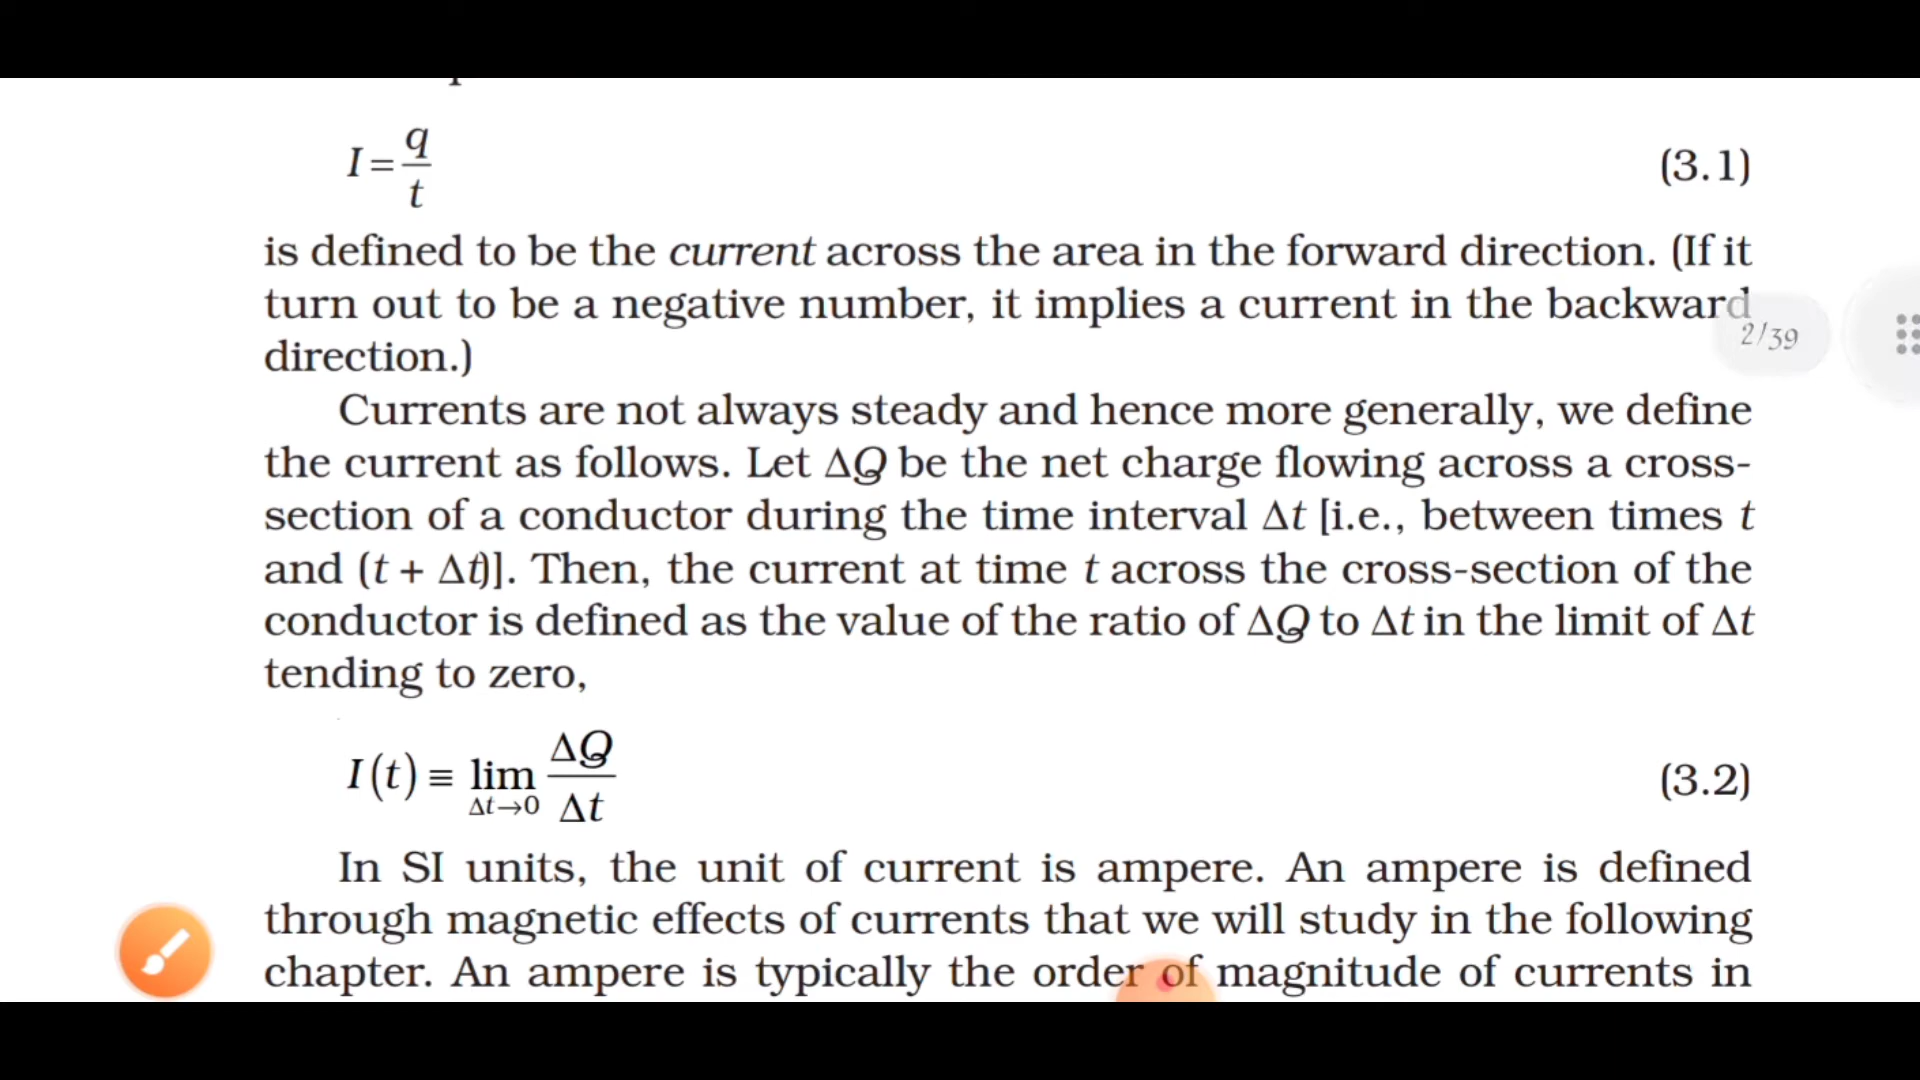 I = q/t (3.1)
is defined to be the current across the area in the forward direction. (If it
turn out to be a negative number, it implies a current in the backward
direction.)
2/39
Currents are not always steady and hence more generally, we define
the current as follows. Let ΔQ be the net charge flowing across a cross-
section of a conductor during the time interval Δt [i.e., between times t
and (t + Δt)]. Then, the current at time t across the cross-section of the
conductor is defined as the value of the ratio of ΔQ to Δt in the limit of Δt
tending to zero,
I(t) ≡ lim Δt→0 ΔQ/Δt (3.2)
In SI units, the unit of current is ampere. An ampere is defined
through magnetic effects of currents that we will study in the following
chapter. An ampere is typically the order of magnitude of currents in